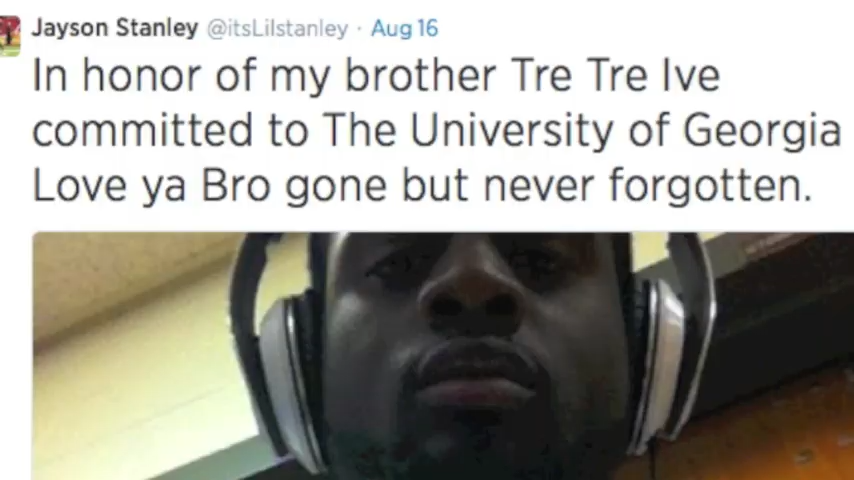 Jayson Stanley @itsLilstanley · Aug 16
In honor of my brother Tre Tre Ive
committed to The University of Georgia
Love ya Bro gone but never forgotten.